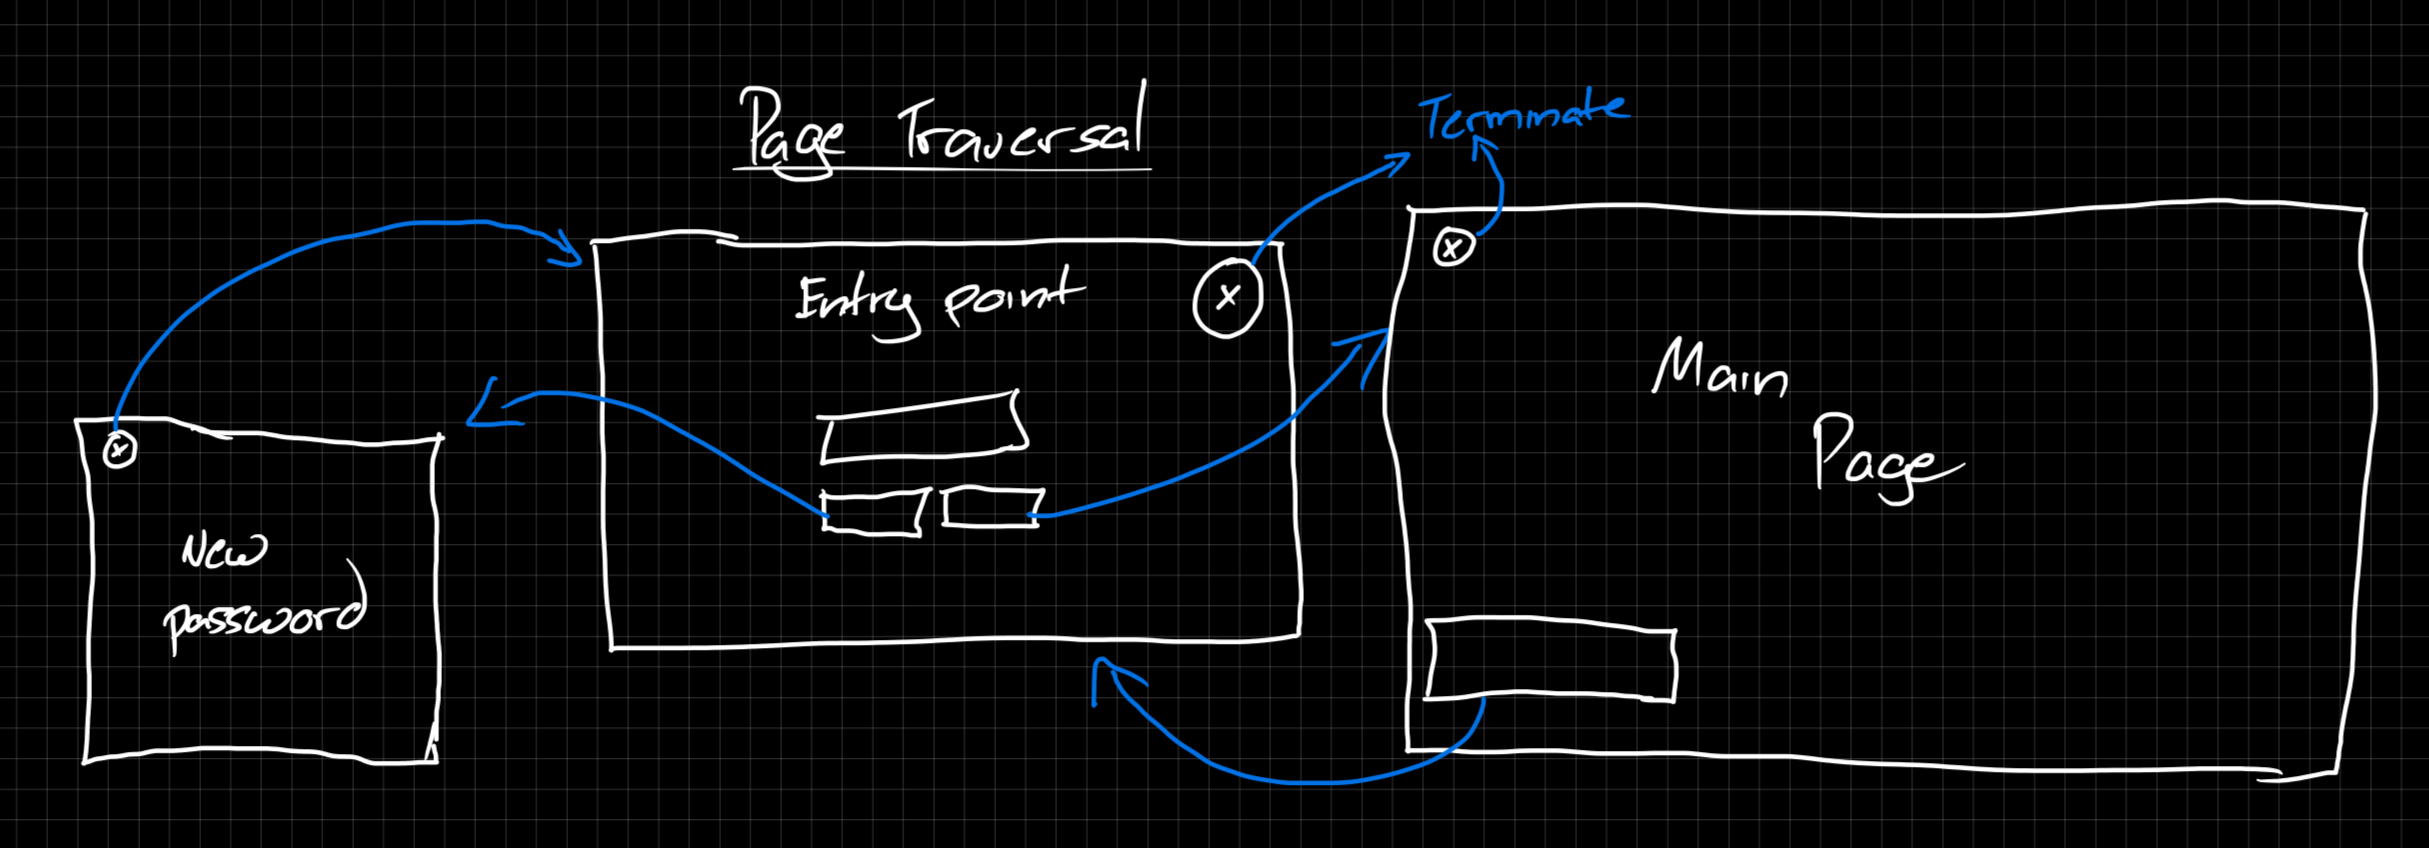 Page Traversal
Terminate
Entry point
x
x
Main
Page
x
New
password